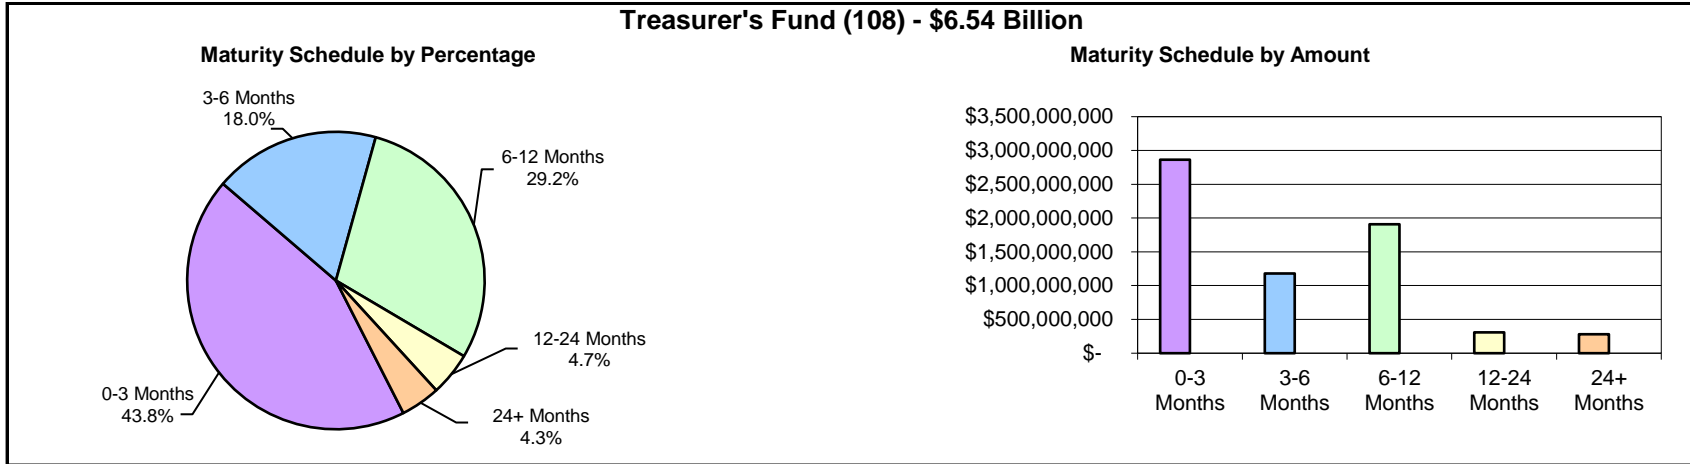 Treasurer's Fund (108) - $6.54 Billion
Maturity Schedule by Percentage
3-6 Months
18.0%
6-12 Months
29.2%
12-24 Months
4.7%
24+ Months
4.3%
0-3 Months
43.8%
Maturity Schedule by Amount
$3,500,000,000
$3,000,000,000
$2,500,000,000
$2,000,000,000
$1,500,000,000
$1,000,000,000
$500,000,000
$-
0-3 Months
3-6 Months
6-12 Months
12-24 Months
24+ Months